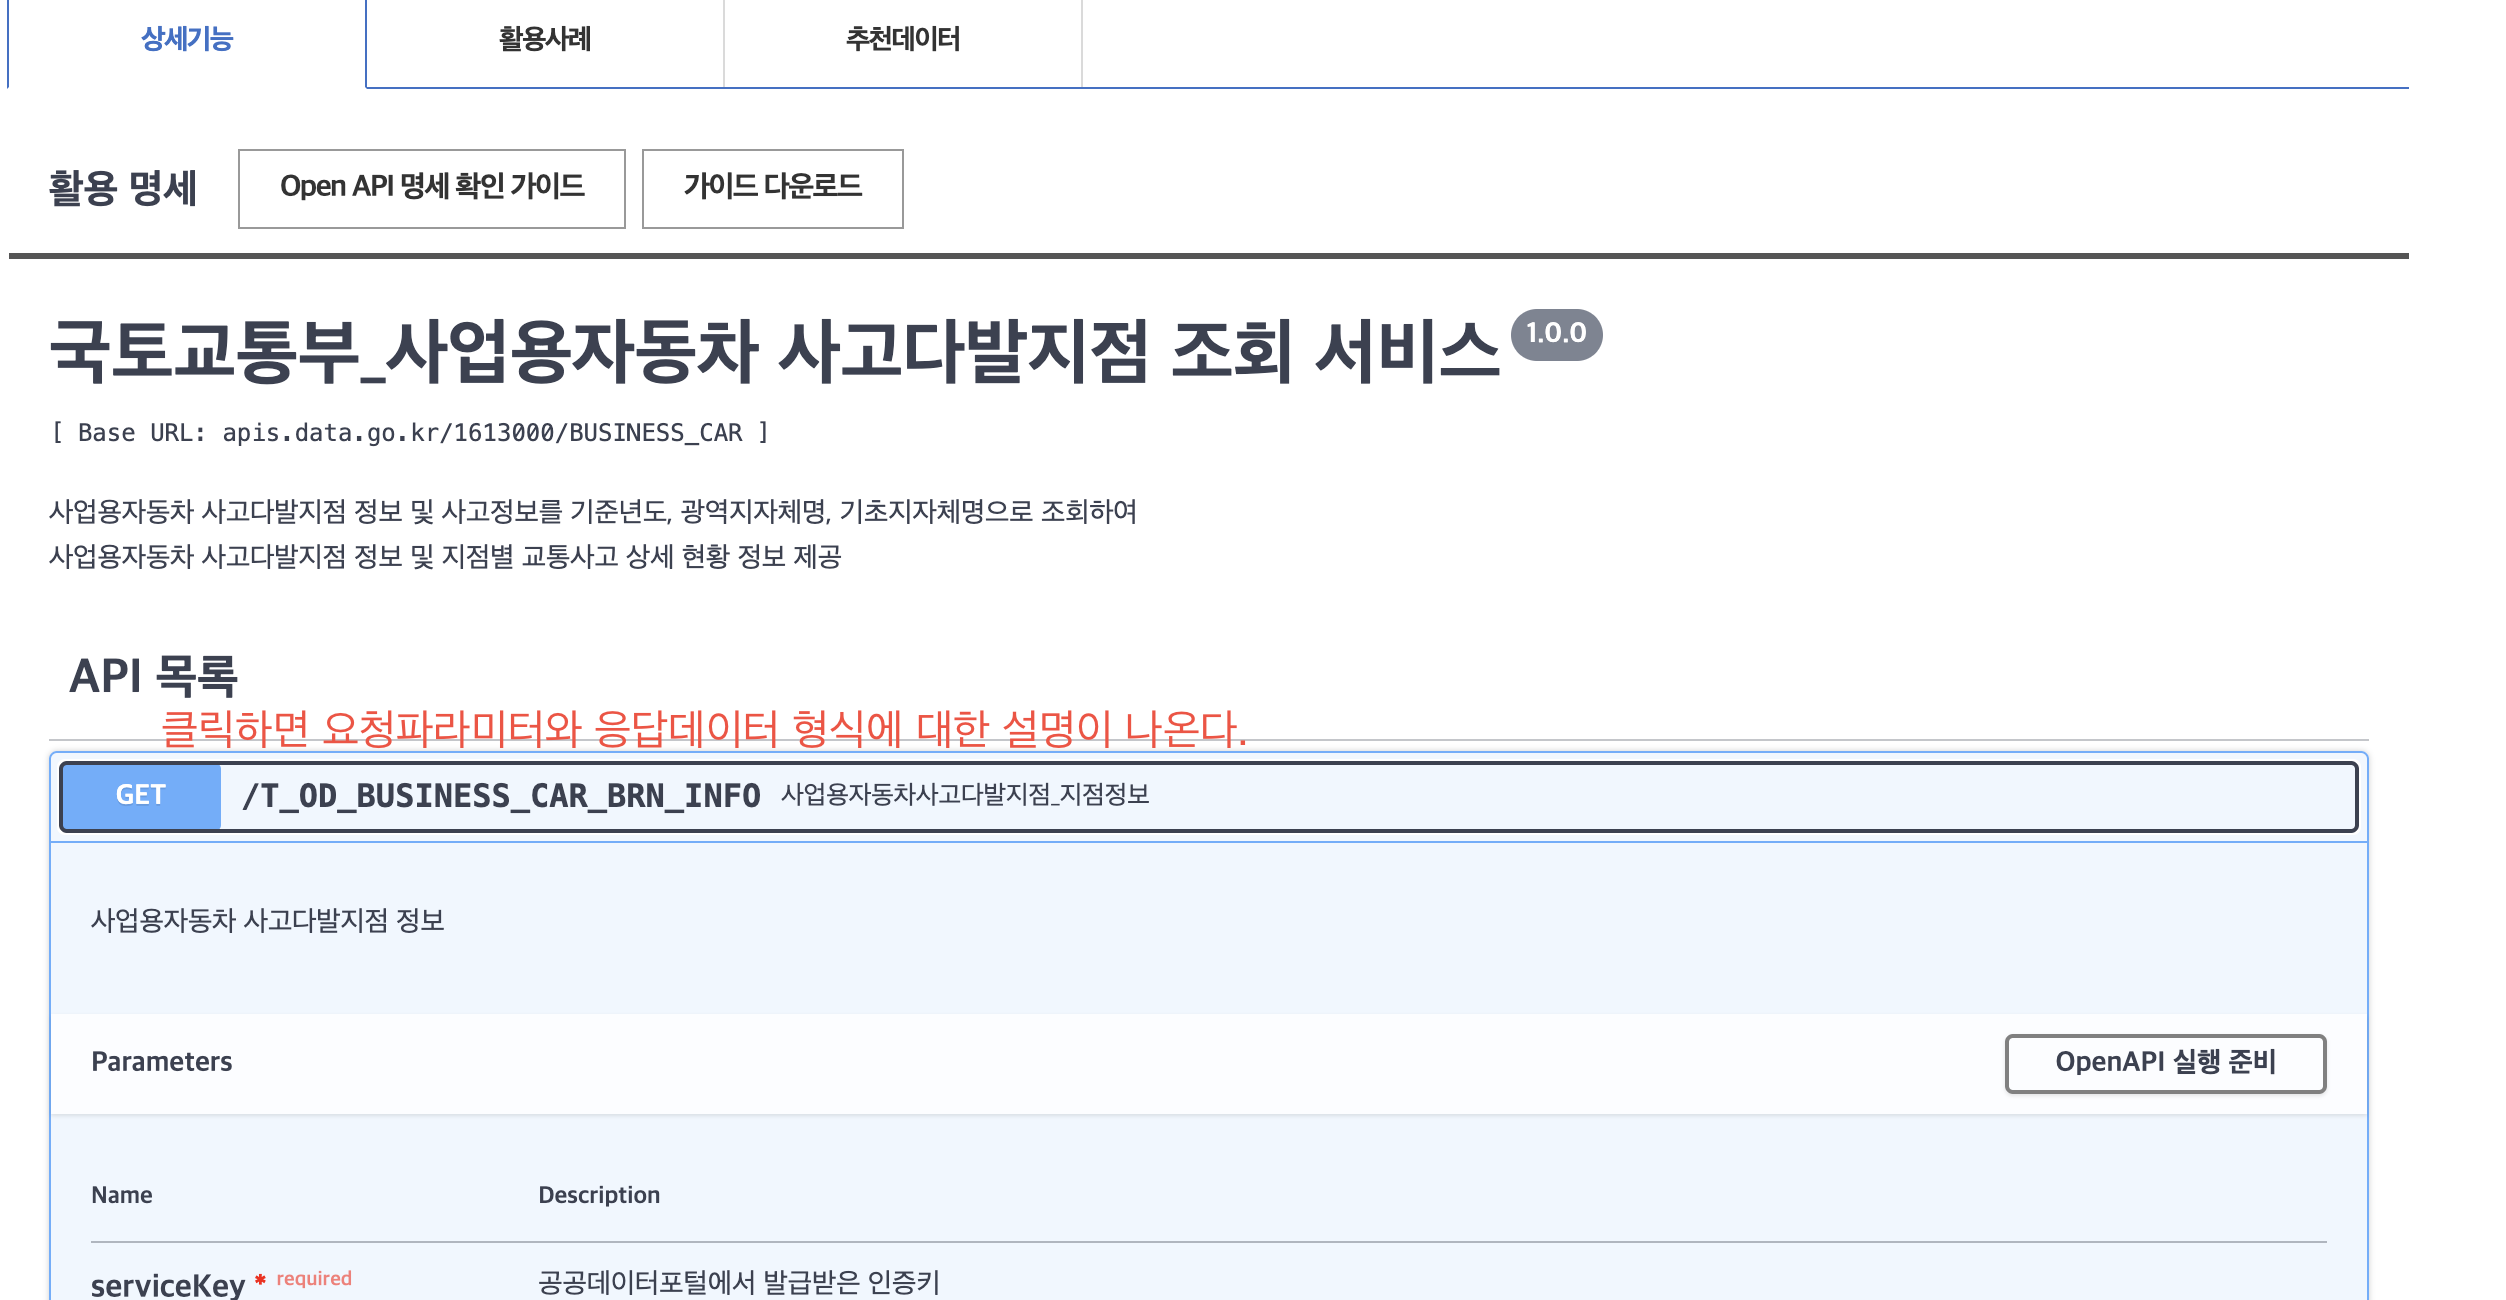 상세기능 활용사례 추천데이터
활용 명세 Open API 명세 확인 가이드 가이드 다운로드
국토교통부_사업용자동차 사고다발지점 조회 서비스 1.0.0
[ Base URL: apis.data.go.kr/1613000/BUSINESS_CAR ]
사업용자동차 사고다발지점 정보 및 사고정보를 기준년도, 광역지자체명, 기초지자체명으로 조회하여
사업용자동차 사고다발지점 정보 및 지점별 교통사고 상세 현황 정보 제공
API 목록
클릭하면 요청파라미터와 응답데이터 형식에 대한 설명이 나온다.
GET /T_OD_BUSINESS_CAR_BRN_INFO 사업용자동차사고다발지점_지점정보
사업용자동차 사고다발지점 정보
Parameters OpenAPI 실행 준비
Name Description
serviceKey * required 공공데이터포털에서 발급받은 인증키